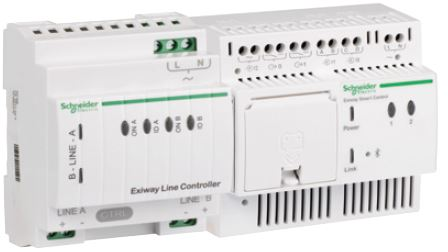 L N
Schneider
Electric
B - LINE - A
ON A
ID A
ON B
ID B
Exiway Line Controller
LINE A
+ -
CTRL
LINE B
+ -
A B
L N
Schneider
Electric
Exiway Smart Control
Power
1 2
Link